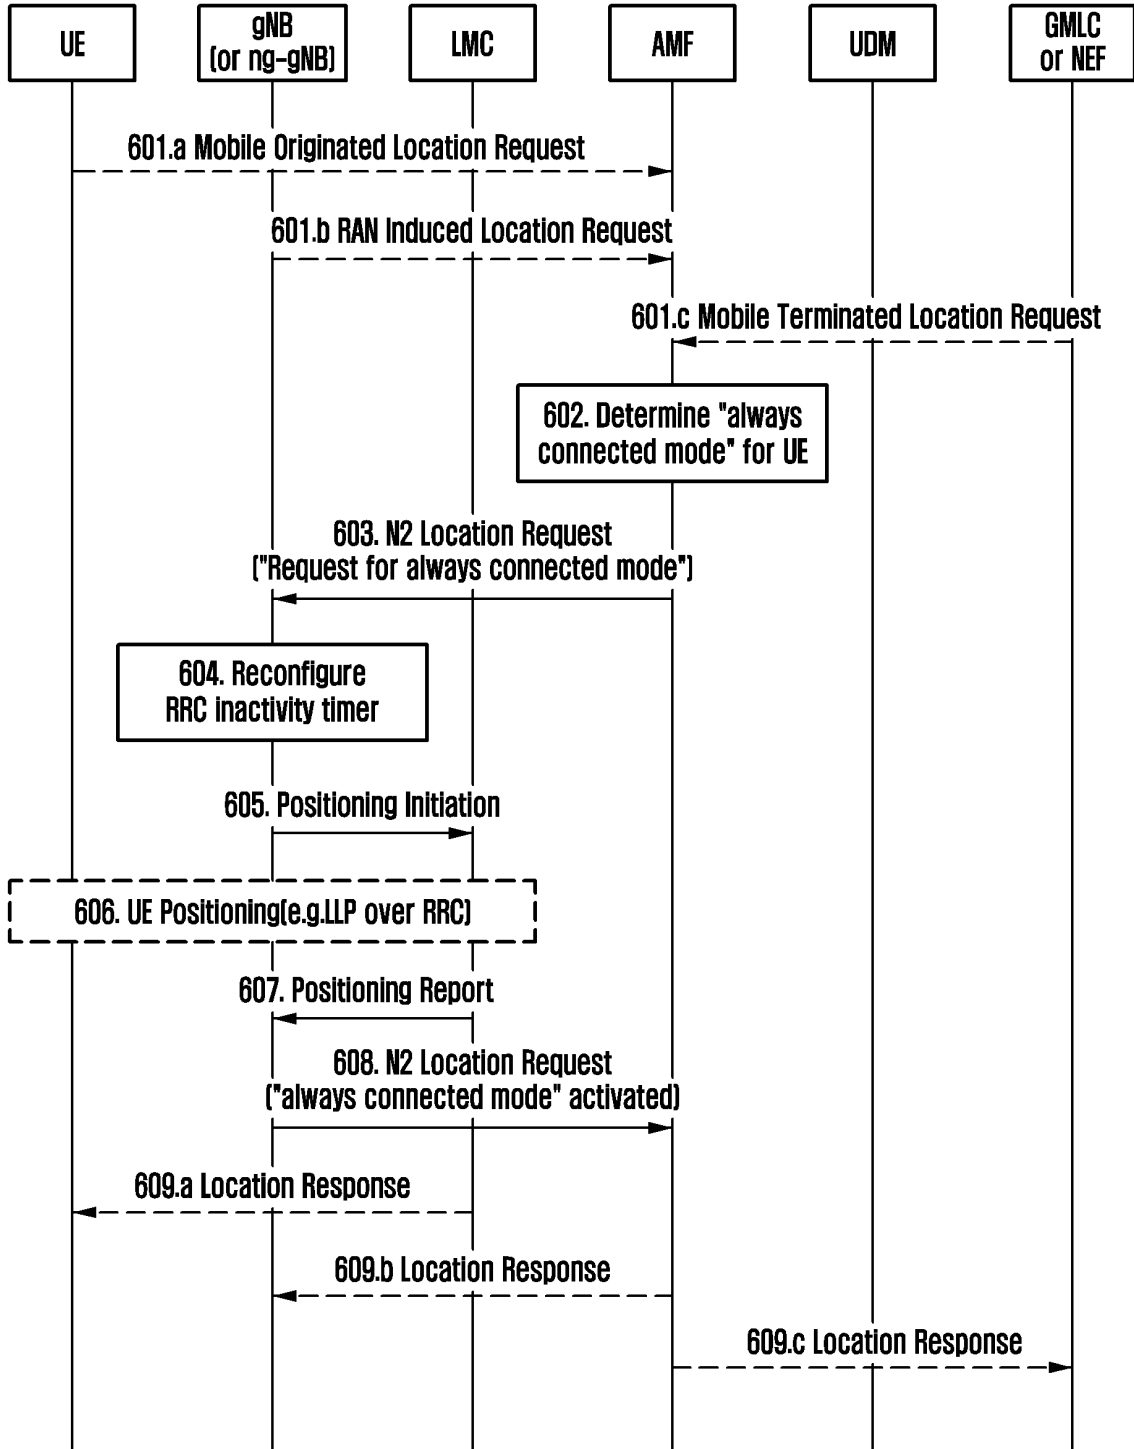 UE
gNB
(or ng-gNB)
LMC
AMF
UDM
GMLC
or NEF
601.a Mobile Originated Location Request
601.b RAN Induced Location Request
601.c Mobile Terminated Location Request
602. Determine "always
connected mode" for UE
603. N2 Location Request
("Request for always connected mode")
604. Reconfigure
RRC inactivity timer
605. Positioning Initiation
606. UE Positioning(e.g.LLP over RRC)
607. Positioning Report
608. N2 Location Request
("always connected mode" activated)
609.a Location Response
609.b Location Response
609.c Location Response